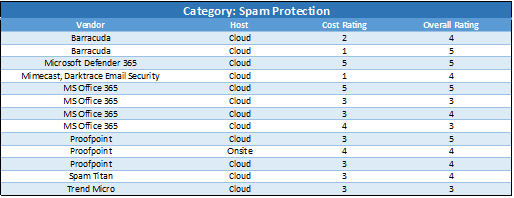 Category: Spam Protection
Vendor Host Cost Rating Overall Rating
Barracuda Cloud 2 4
Barracuda Cloud 1 5
Microsoft Defender 365 Cloud 5 5
Mimecast, Darktrace Email Security Cloud 1 4
MS Office 365 Cloud 5 5
MS Office 365 Cloud 3 3
MS Office 365 Cloud 3 4
MS Office 365 Cloud 4 3
Proofpoint Cloud 3 5
Proofpoint Onsite 4 4
Proofpoint Cloud 3 4
Spam Titan Cloud 3 4
Trend Micro Cloud 3 3